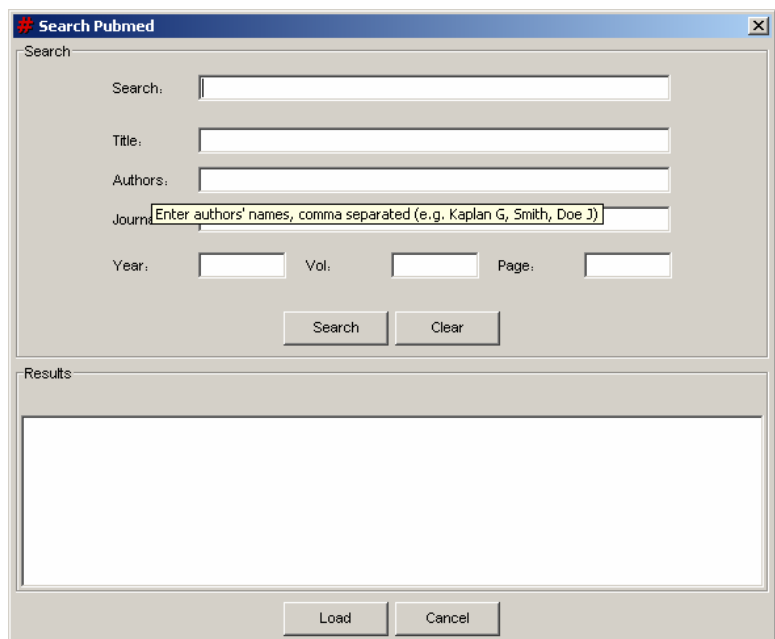 # Search Pubmed
Search
Search:
Title:
Authors:
Enter authors' names, comma separated (e.g. Kaplan G, Smith, Doe J)
Journa
Year: Vol: Page:
Search Clear
Results
Load Cancel